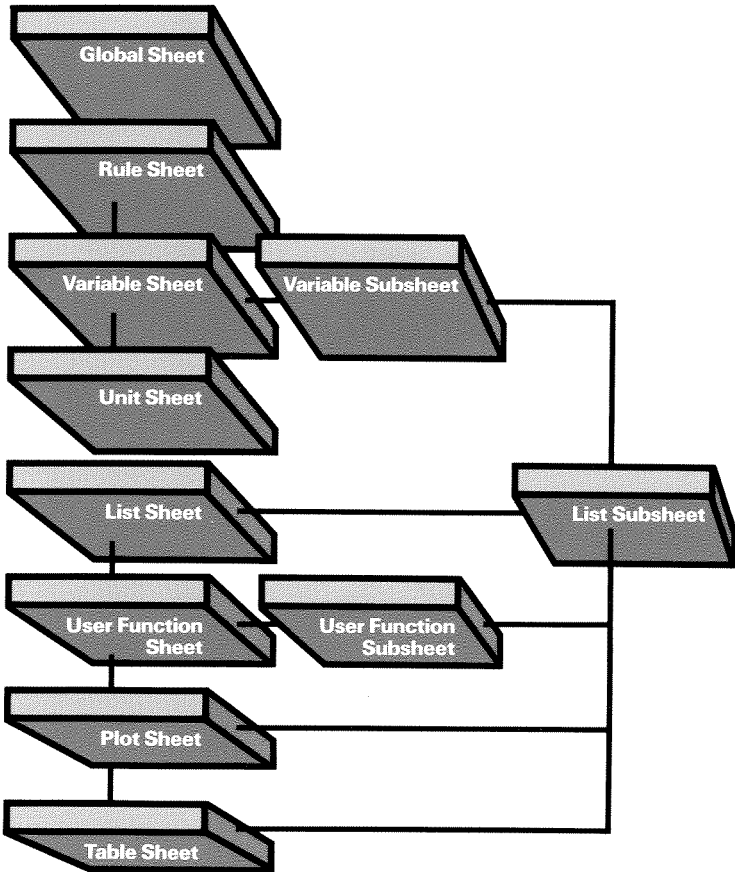 Global Sheet
Rule Sheet
Variable Sheet
Variable Subsheet
Unit Sheet
List Sheet
List Subsheet
User Function
Sheet
User Function
Subsheet
Plot Sheet
Table Sheet